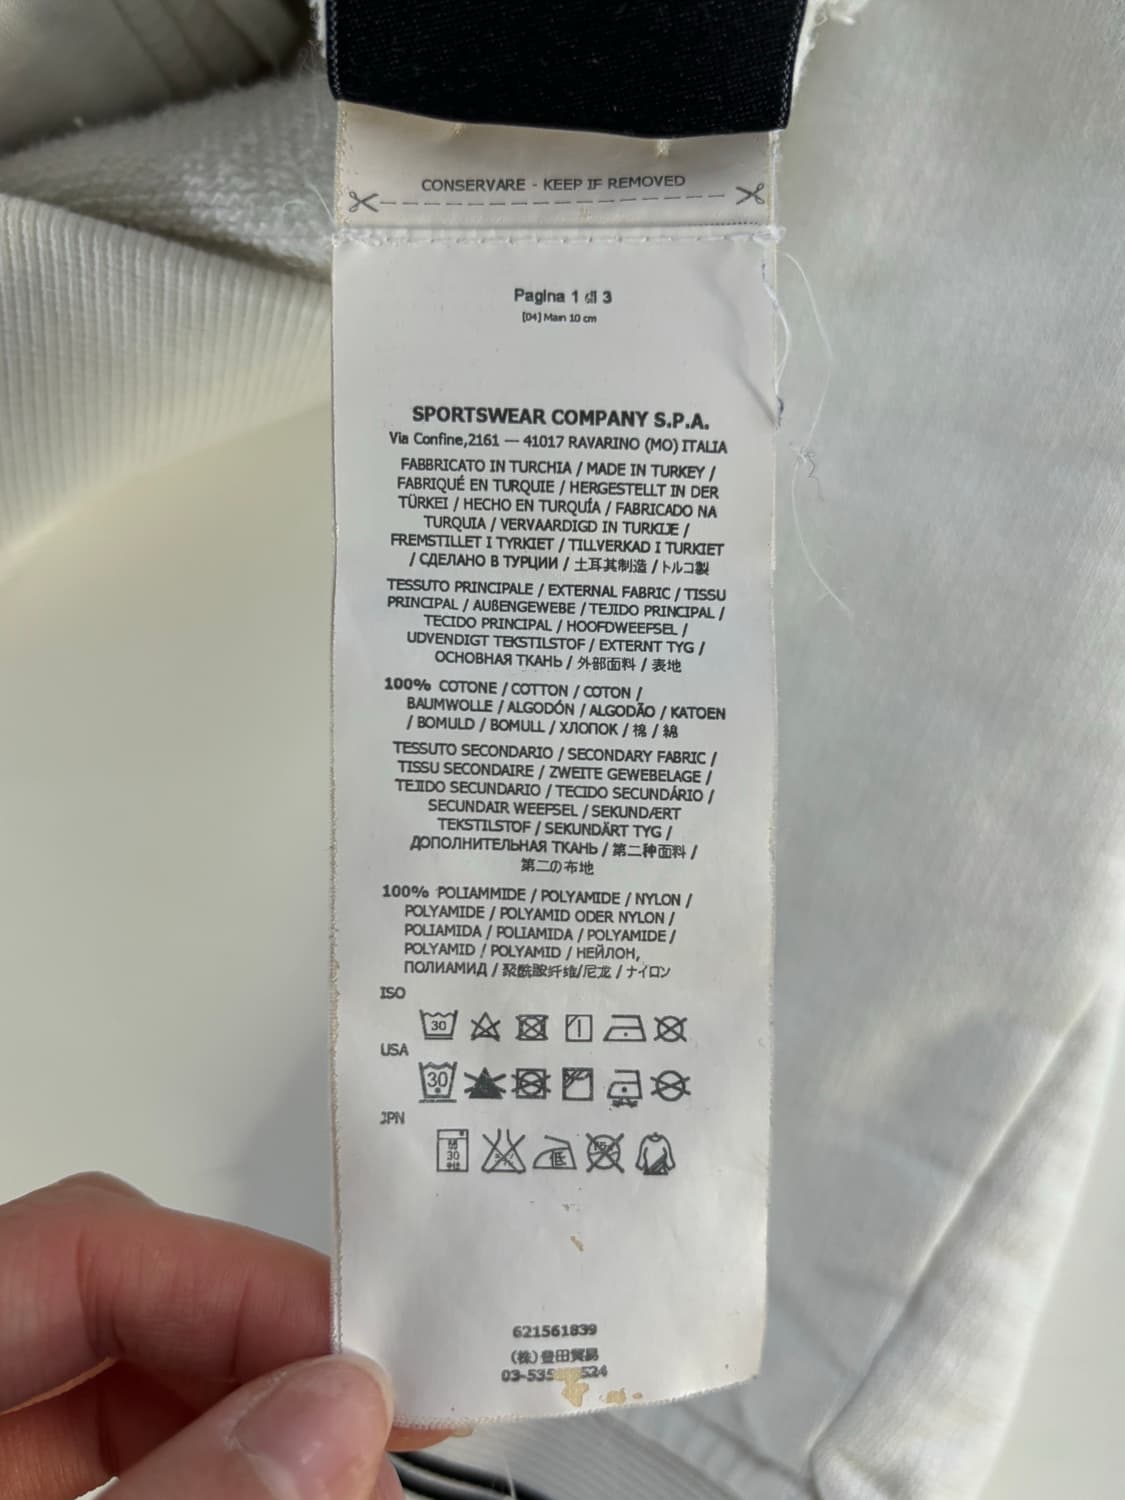 CONSERVARE - KEEP IF REMOVED
Pagina 1 di 3
[04] Main 10 cm
SPORTSWEAR COMPANY S.P.A.
Via Confine,2161 — 41017 RAVARINO (MO) ITALIA
FABBRICATO IN TURCHIA / MADE IN TURKEY /
FABRIQUÉ EN TURQUIE / HERGESTELLT IN DER
TÜRKEI / HECHO EN TURQUÍA / FABRICADO NA
TURQUIA / VERVAARDIGD IN TURKIJE /
FREMSTILLET I TYRKIET / TILLVERKAD I TURKIET
/ СДЕЛАНО В ТУРЦИИ / 土耳其制造 / トルコ製
TESSUTO PRINCIPALE / EXTERNAL FABRIC / TISSU
PRINCIPAL / AUßENGEWEBE / TEJIDO PRINCIPAL /
TECIDO PRINCIPAL / HOOFDWEEFSEL /
UDVENDIGT TEKSTILSTOF / EXTERNT TYG /
ОСНОВНАЯ ТКАНЬ / 外部面料 / 表地
100% COTONE / COTTON / COTON /
BAUMWOLLE / ALGODÓN / ALGODÃO / KATOEN
/ BOMULD / BOMULL / ХЛОПОК / 棉 / 綿
TESSUTO SECONDARIO / SECONDARY FABRIC /
TISSU SECONDAIRE / ZWEITE GEWEBELAGE /
TEJIDO SECUNDARIO / TECIDO SECUNDÁRIO /
SECUNDAIR WEEFSEL / SEKUNDÆRT
TEKSTILSTOF / SEKUNDÄRT TYG /
ДОПОЛНИТЕЛЬНАЯ ТКАНЬ / 第二种面料 /
第二の布地
100% POLIAMMIDE / POLYAMIDE / NYLON /
POLYAMIDE / POLYAMID ODER NYLON /
POLIAMIDA / POLIAMIDA / POLYAMIDE /
POLYAMID / POLYAMID / НЕЙЛОН,
ПОЛИАМИД / 聚酰胺纤维/尼龙 / ナイロン
ISO
30
USA
30
JPN
30 低
621561839
(株)豊田貿易